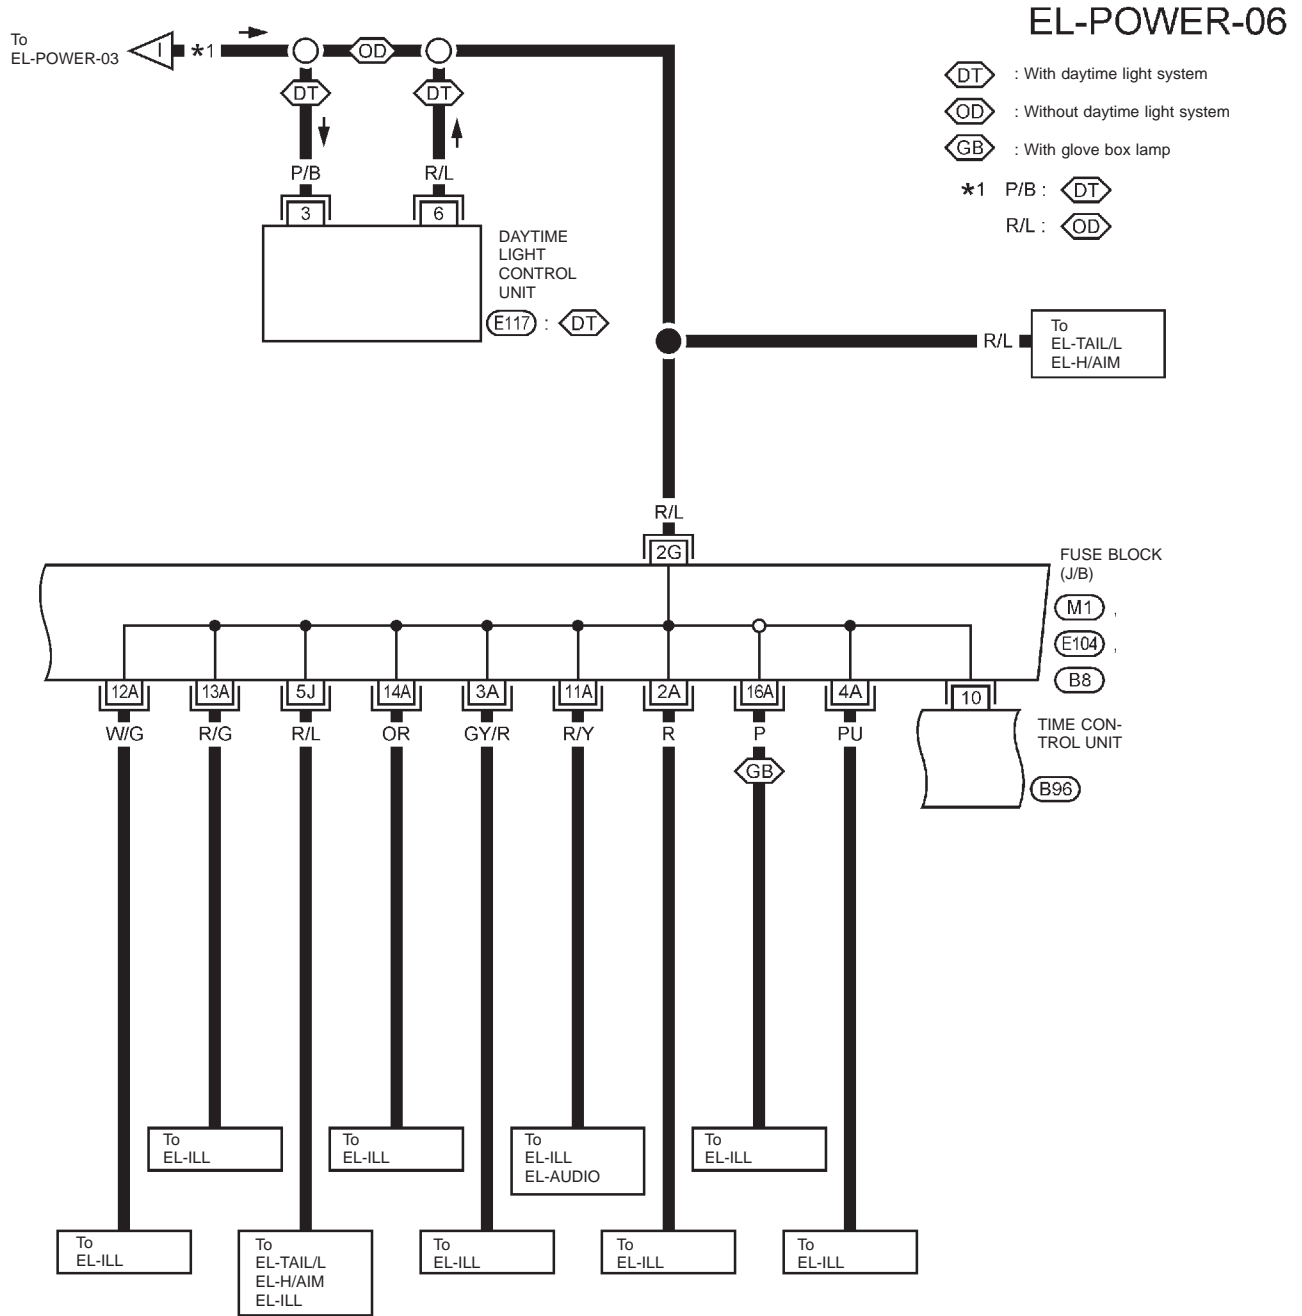 EL-POWER-06
To
EL-POWER-03
I
*1
OD
DT
DT
P/B
R/L
3
6
DAYTIME
LIGHT
CONTROL
UNIT
E117 : DT
DT : With daytime light system
OD : Without daytime light system
GB : With glove box lamp
*1 P/B : DT
R/L : OD
R/L
To
EL-TAIL/L
EL-H/AIM
R/L
2G
FUSE BLOCK
(J/B)
M1 ,
E104 ,
B8
12A 13A 5J 14A 3A 11A 2A 16A 4A 10
W/G R/G R/L OR GY/R R/Y R P PU
GB
TIME CON-
TROL UNIT
B96
To
EL-ILL
To
EL-ILL
To
EL-ILL
EL-AUDIO
To
EL-ILL
To
EL-ILL
To
EL-TAIL/L
EL-H/AIM
EL-ILL
To
EL-ILL
To
EL-ILL
To
EL-ILL